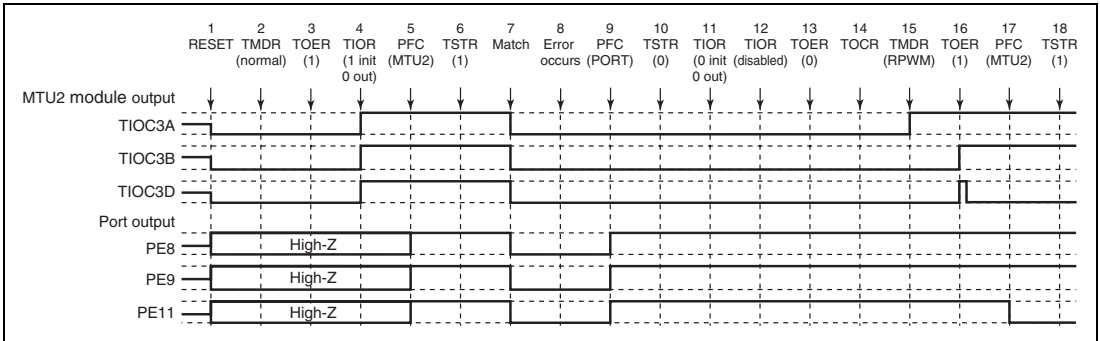 1 2 3 4 5 6 7 8 9 10 11 12 13 14 15 16 17 18
RESET TMDR TOER TIOR PFC TSTR Match Error PFC TSTR TIOR TIOR TOER TOCR TMDR TOER PFC TSTR
(normal) (1) (1 init (MTU2) (1) occurs (PORT) (0) (0 init (disabled) (0) (RPWM) (1) (MTU2) (1)
0 out) 0 out)
MTU2 module output
TIOC3A
TIOC3B
TIOC3D
Port output
PE8 High-Z
PE9 High-Z
PE11 High-Z